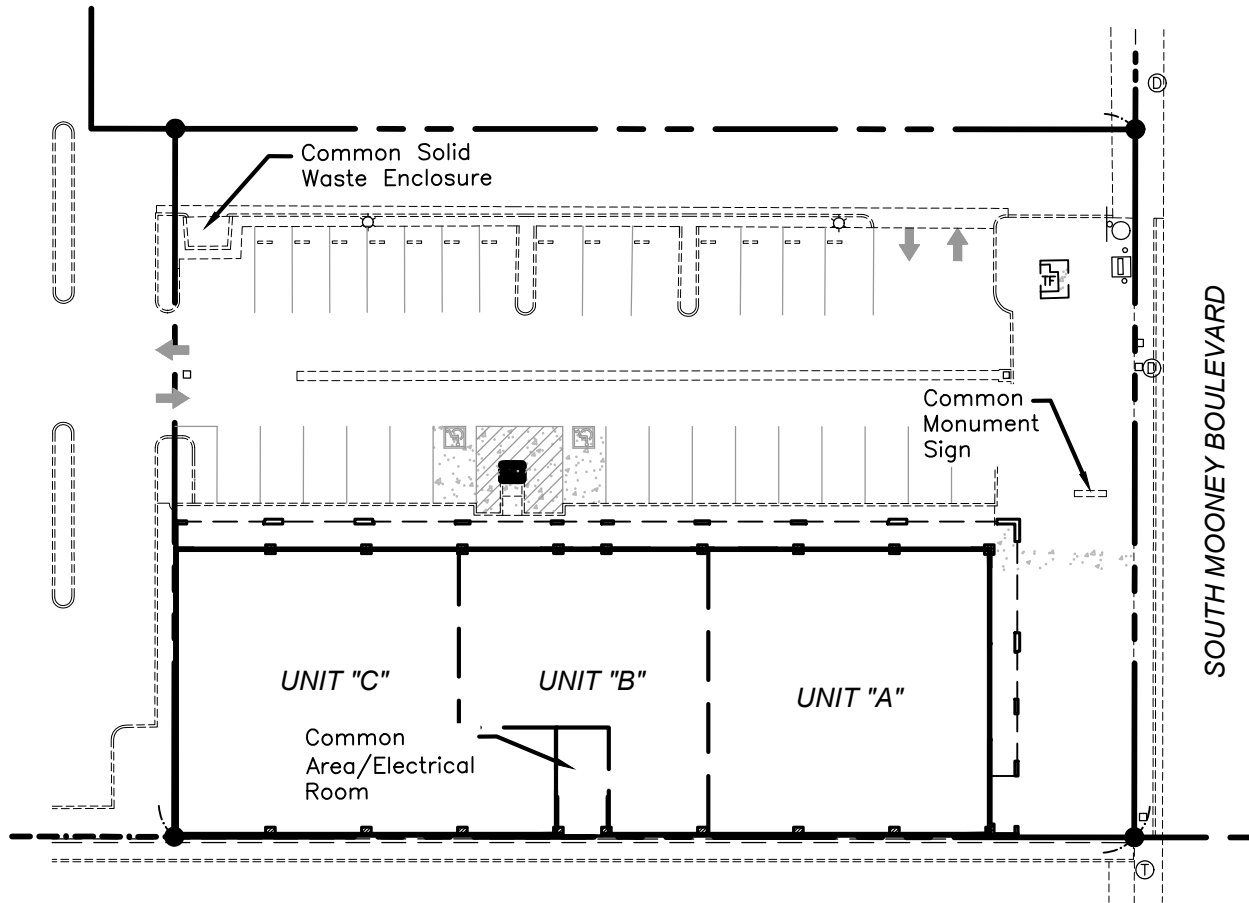 D
Common Solid
Waste Enclosure
TF
D
Common
Monument
Sign
SOUTH MOONEY BOULEVARD
UNIT "C"
UNIT "B"
UNIT "A"
Common
Area/Electrical
Room
T